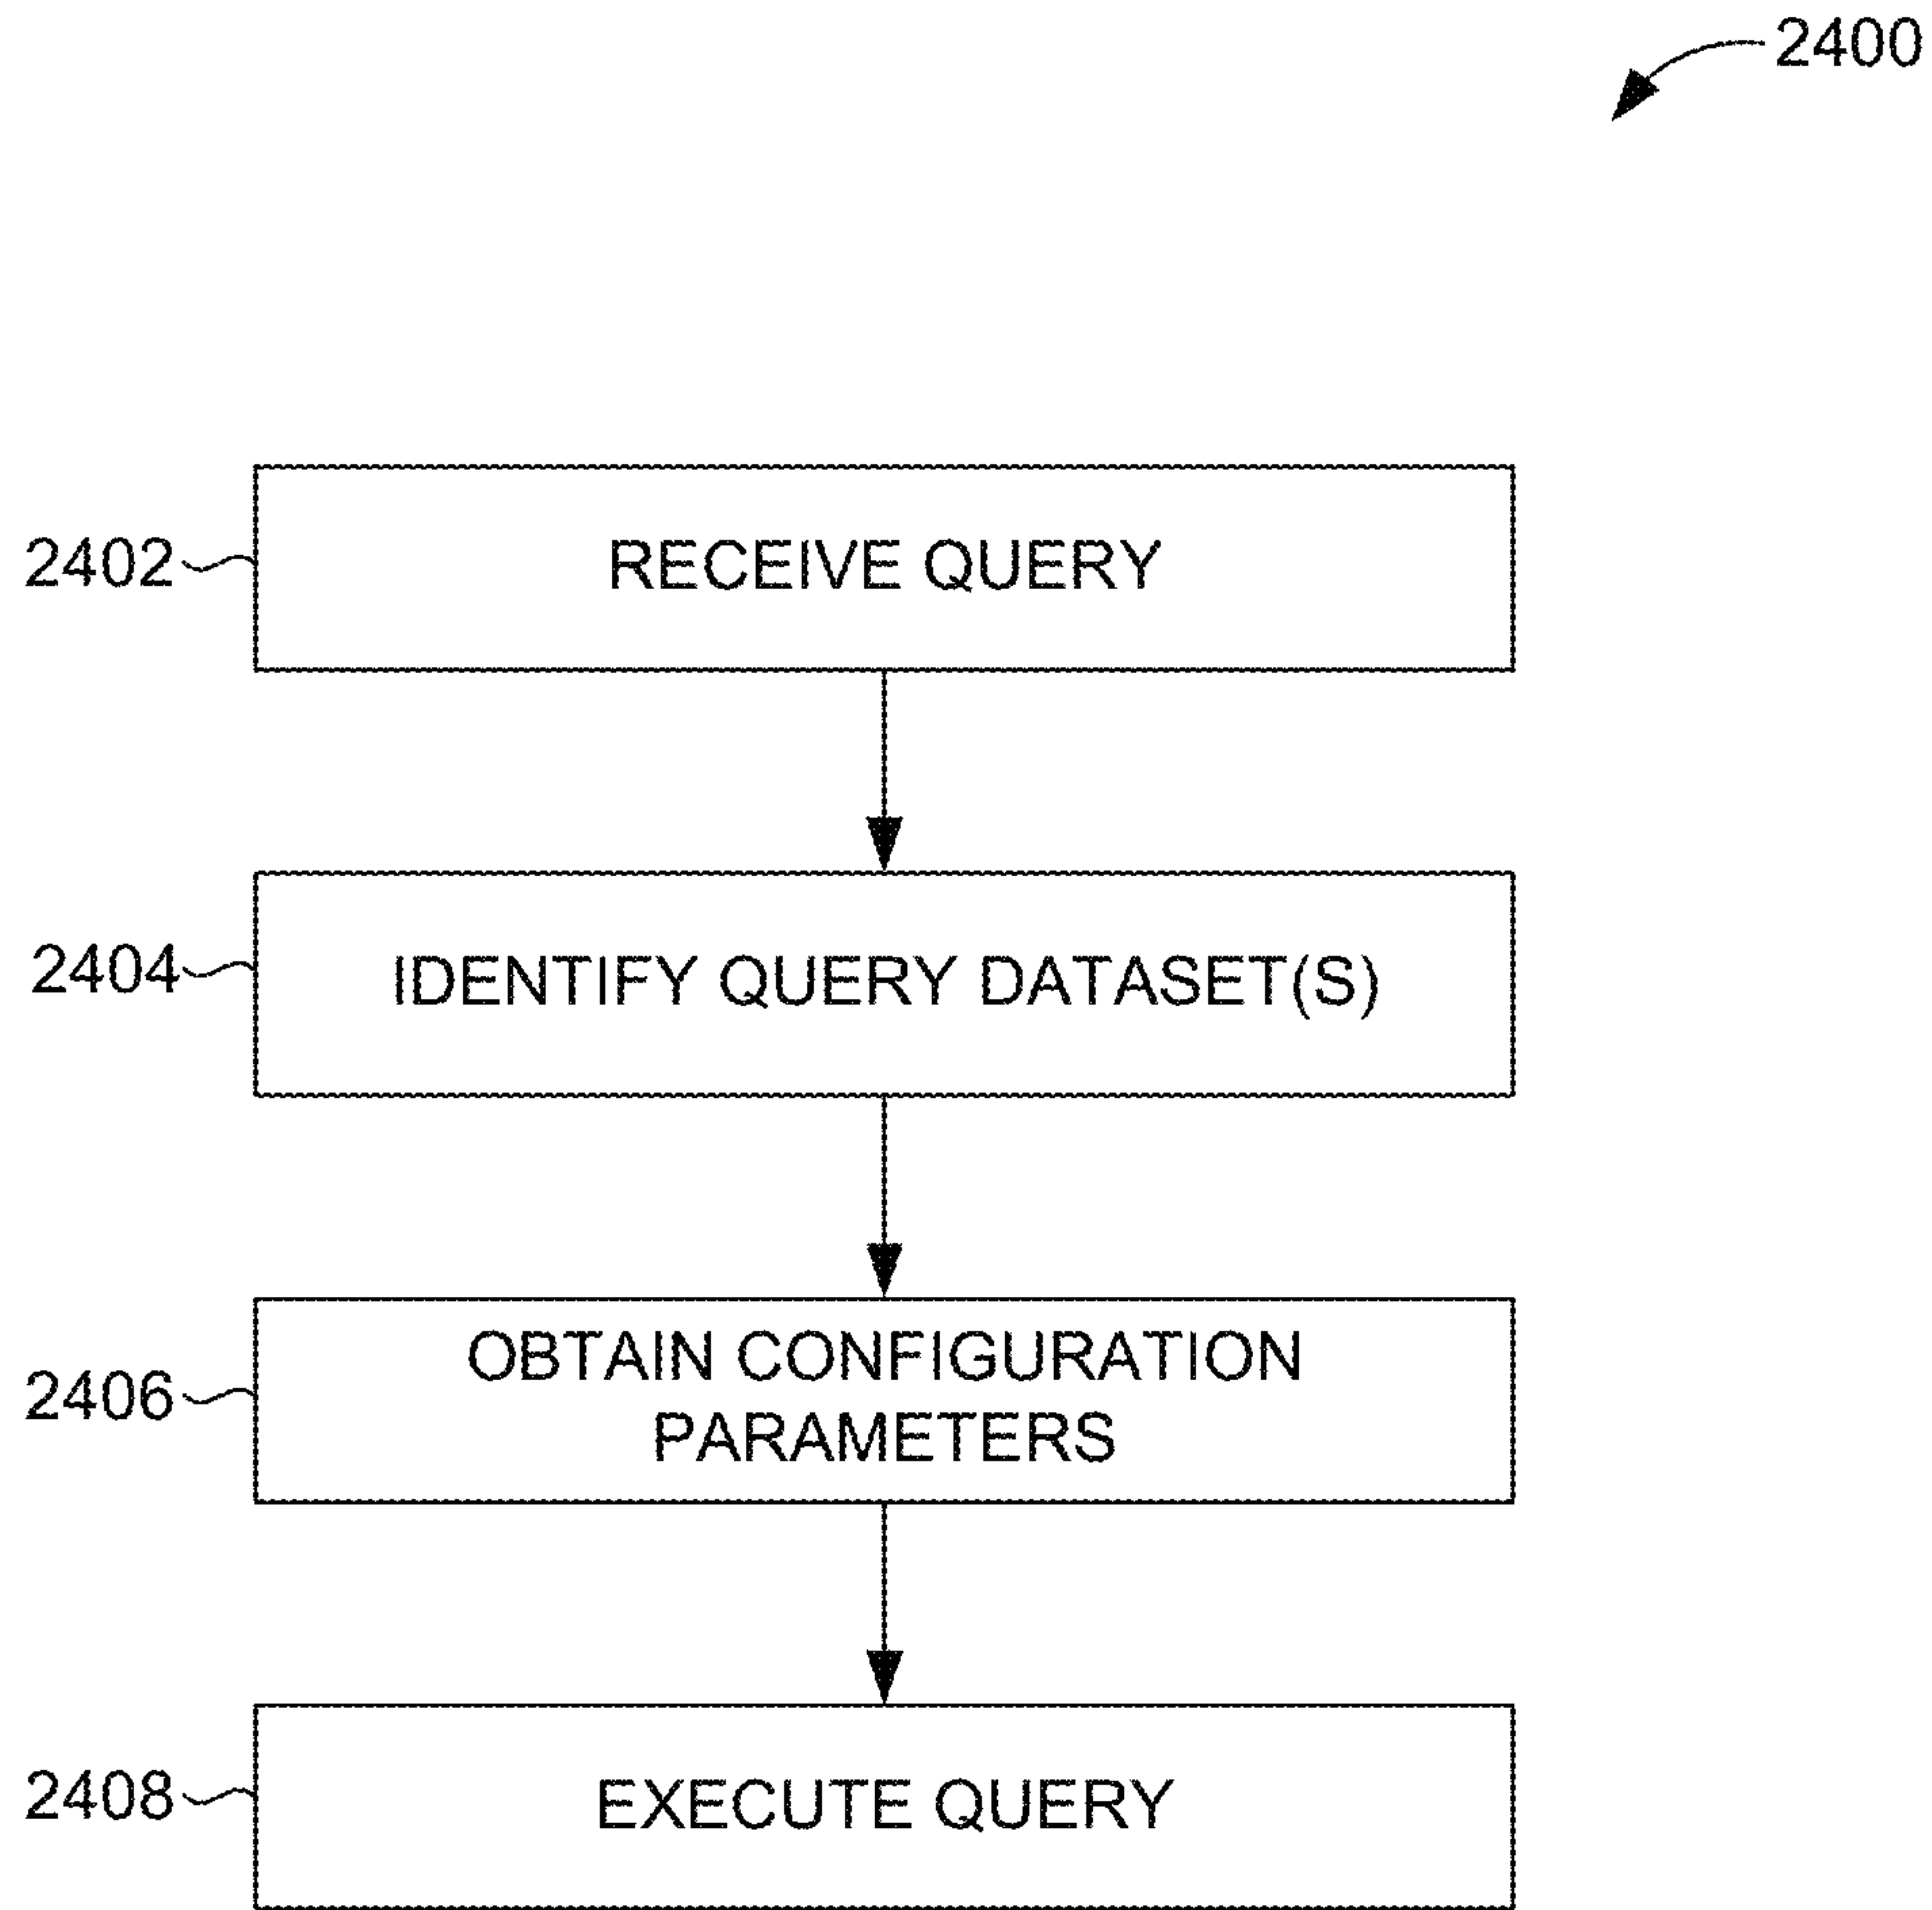 2400
2402
RECEIVE QUERY
2404
IDENTIFY QUERY DATASET(S)
2406
OBTAIN CONFIGURATION
PARAMETERS
2408
EXECUTE QUERY